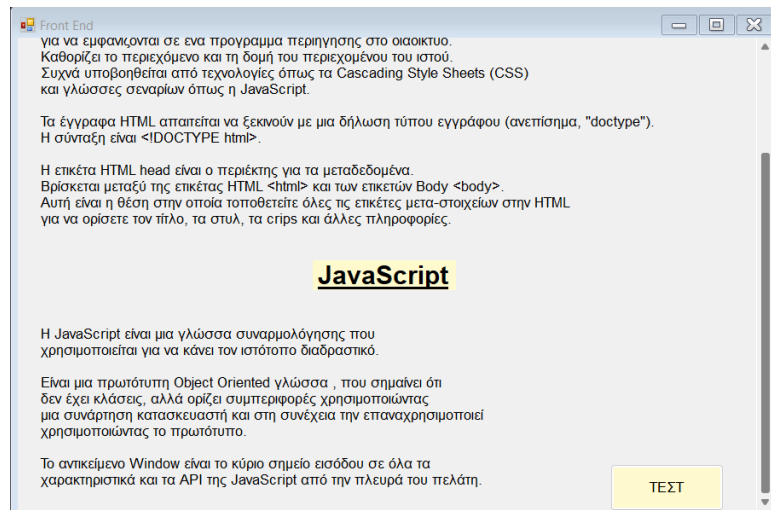 Front End
για να εμφανίζονται σε ένα πρόγραμμα περιήγησης στο διαδίκτυο.
Καθορίζει το περιεχόμενο και τη δομή του περιεχομένου του ιστού.
Συχνά υποβοηθείται από τεχνολογίες όπως τα Cascading Style Sheets (CSS)
και γλώσσες σεναρίων όπως η JavaScript.
Τα έγγραφα HTML απαιτείται να ξεκινούν με μια δήλωση τύπου εγγράφου (ανεπίσημα, "doctype").
Η σύνταξη είναι <!DOCTYPE html>.
Η ετικέτα HTML head είναι ο περιέκτης για τα μεταδεδομένα.
Βρίσκεται μεταξύ της ετικέτας HTML <html> και των ετικετών Body <body>.
Αυτή είναι η θέση στην οποία τοποθετείτε όλες τις ετικέτες μετα-στοιχείων στην HTML
για να ορίσετε τον τίτλο, τα στυλ, τα crips και άλλες πληροφορίες.
JavaScript
Η JavaScript είναι μια γλώσσα συναρμολόγησης που
χρησιμοποιείται για να κάνει τον ιστότοπο διαδραστικό.
Είναι μια πρωτότυπη Object Oriented γλώσσα , που σημαίνει ότι
δεν έχει κλάσεις, αλλά ορίζει συμπεριφορές χρησιμοποιώντας
μια συνάρτηση κατασκευαστή και στη συνέχεια την επαναχρησιμοποιεί
χρησιμοποιώντας το πρωτότυπο.
Το αντικείμενο Window είναι το κύριο σημείο εισόδου σε όλα τα
χαρακτηριστικά και τα API της JavaScript από την πλευρά του πελάτη.
ΤΕΣΤ